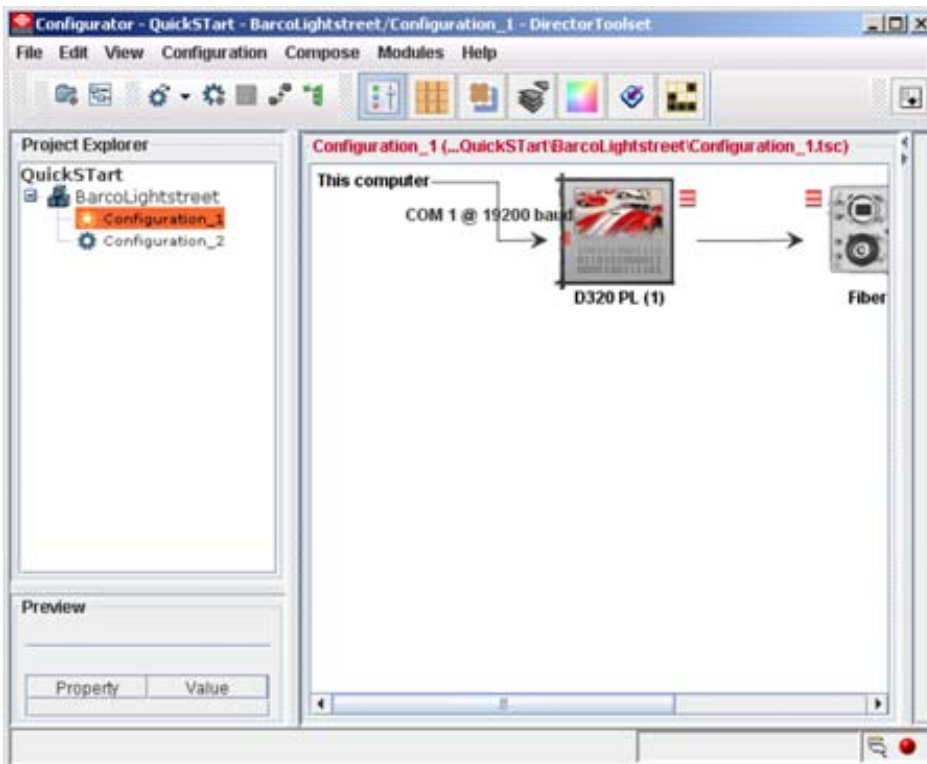 Configurator - QuickSTart - BarcoLightstreet/Configuration_1 - DirectorToolset
File Edit View Configuration Compose Modules Help
Project Explorer
QuickSTart
BarcoLightstreet
Configuration_1
Configuration_2
Configuration_1 (...QuickSTart\BarcoLightstreet\Configuration_1.tsc)
This computer
COM 1 @ 19200 baud
D320 PL (1)
Fiber
Preview
Property Value